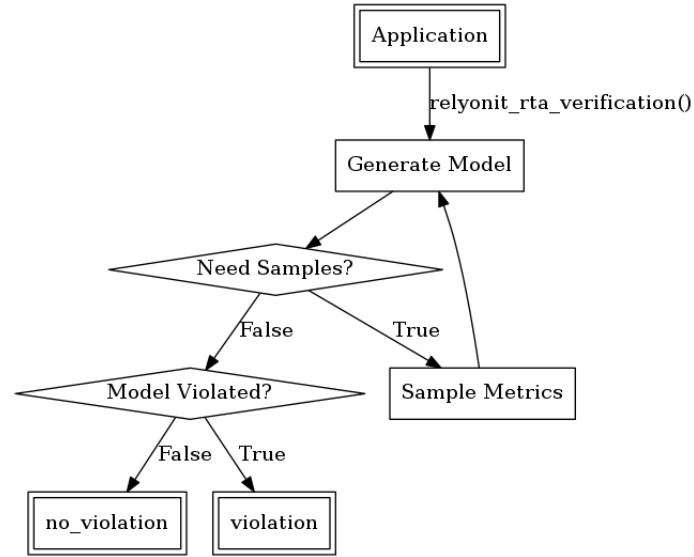 Application
relyonit_rta_verification()
Generate Model
Need Samples?
False
True
Model Violated?
Sample Metrics
False
True
no_violation
violation